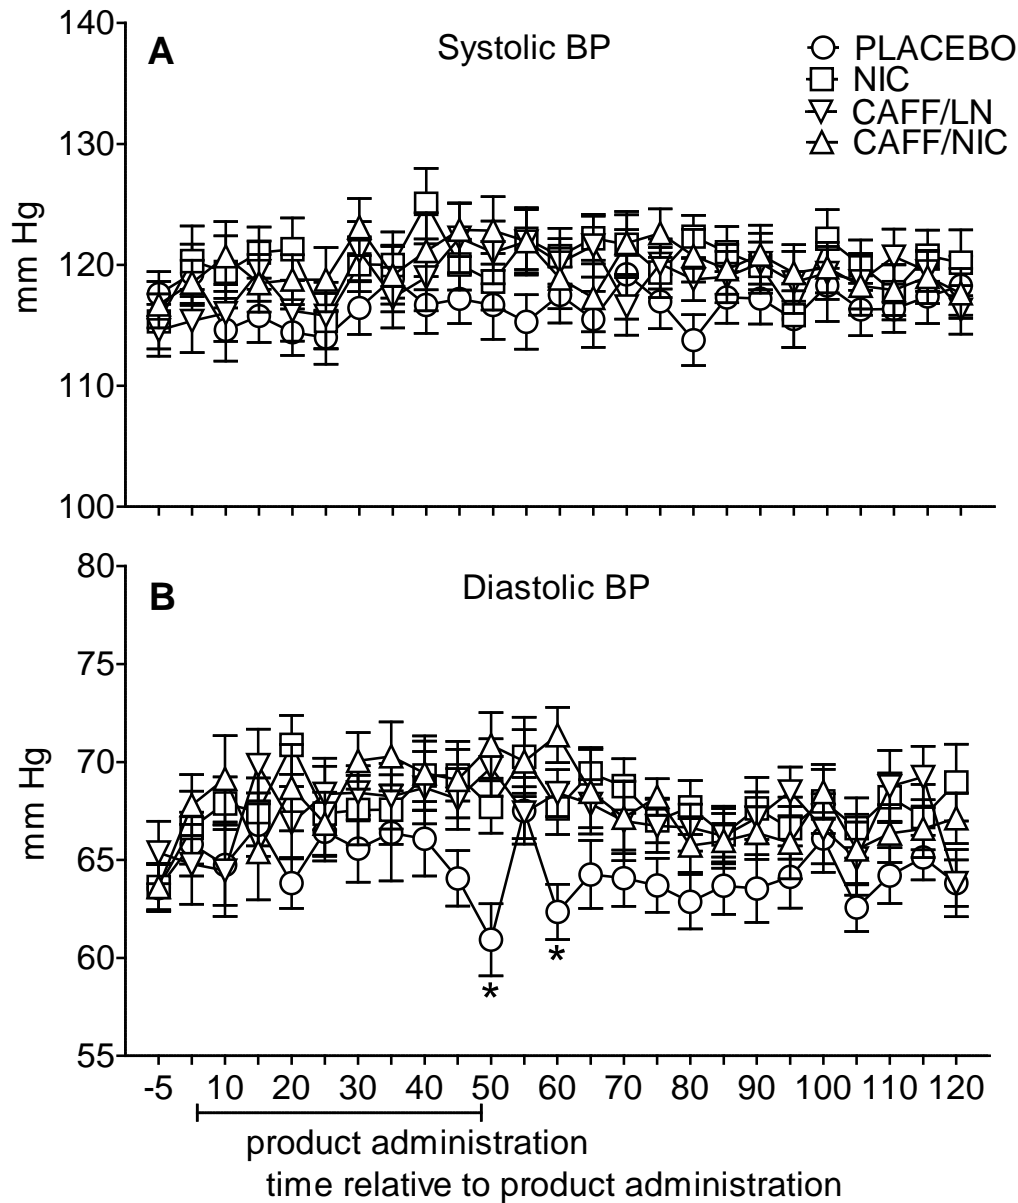 140
A
Systolic BP
PLACEBO
NIC
CAFF/LN
CAFF/NIC
130
120
110
100
mm Hg
80
B
Diastolic BP
75
70
65
60
55
mm Hg
*
*
-5 10 20 30 40 50 60 70 80 90 100 110 120
product administration
time relative to product administration